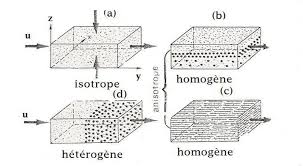 (a)
z
u
x
y
isotrope
(b)
homogène
anisotrope
(d)
u
hétérogène
(c)
homogène